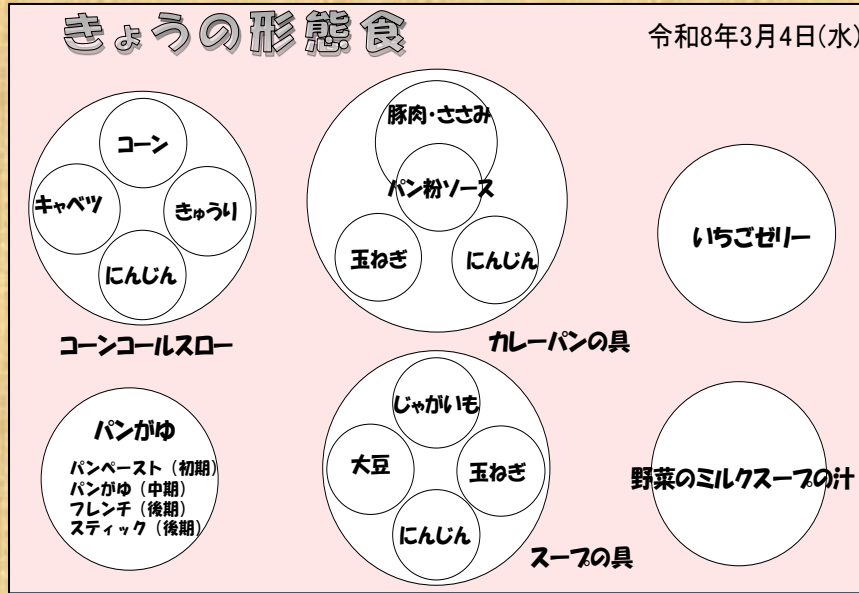 きょうの形態食
令和8年3月4日(水)
コーン
キャベツ
きゅうり
にんじん
コーンコールスロー
豚肉・ささみ
パン粉ソース
玉ねぎ
にんじん
カレーパンの具
いちごゼリー
パンがゆ
パンペースト（初期）
パンがゆ（中期）
フレンチ（後期）
スティック（後期）
じゃがいも
大豆
玉ねぎ
にんじん
スープの具
野菜のミルクスープの汁